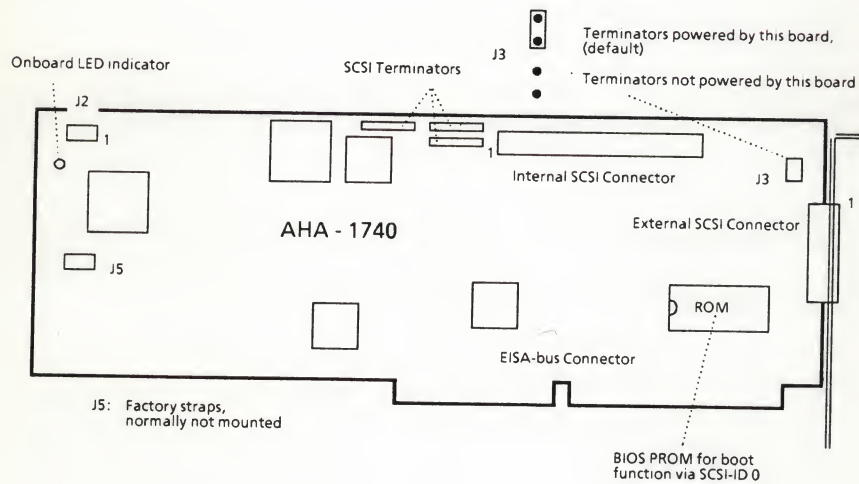 J3
Terminators powered by this board,
(default)
Terminators not powered by this board
Onboard LED indicator
SCSI Terminators
J2
1
1
Internal SCSI Connector
J3
1
External SCSI Connector
AHA - 1740
J5
ROM
EISA-bus Connector
J5: Factory straps,
normally not mounted
BIOS PROM for boot
function via SCSI-ID 0